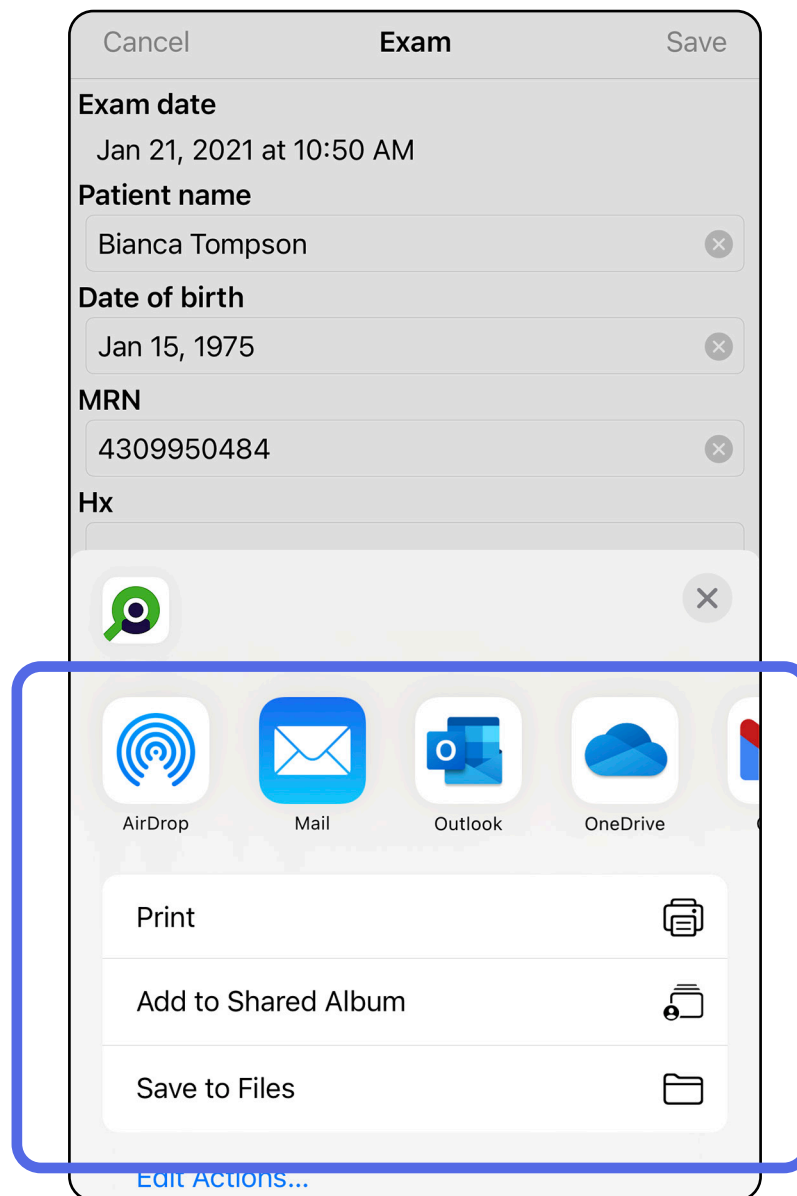 Cancel Exam Save
Exam date
Jan 21, 2021 at 10:50 AM
Patient name
Bianca Tompson
Date of birth
Jan 15, 1975
MRN
4309950484
Hx
AirDrop Mail Outlook OneDrive
Print
Add to Shared Album
Save to Files
Edit Actions...